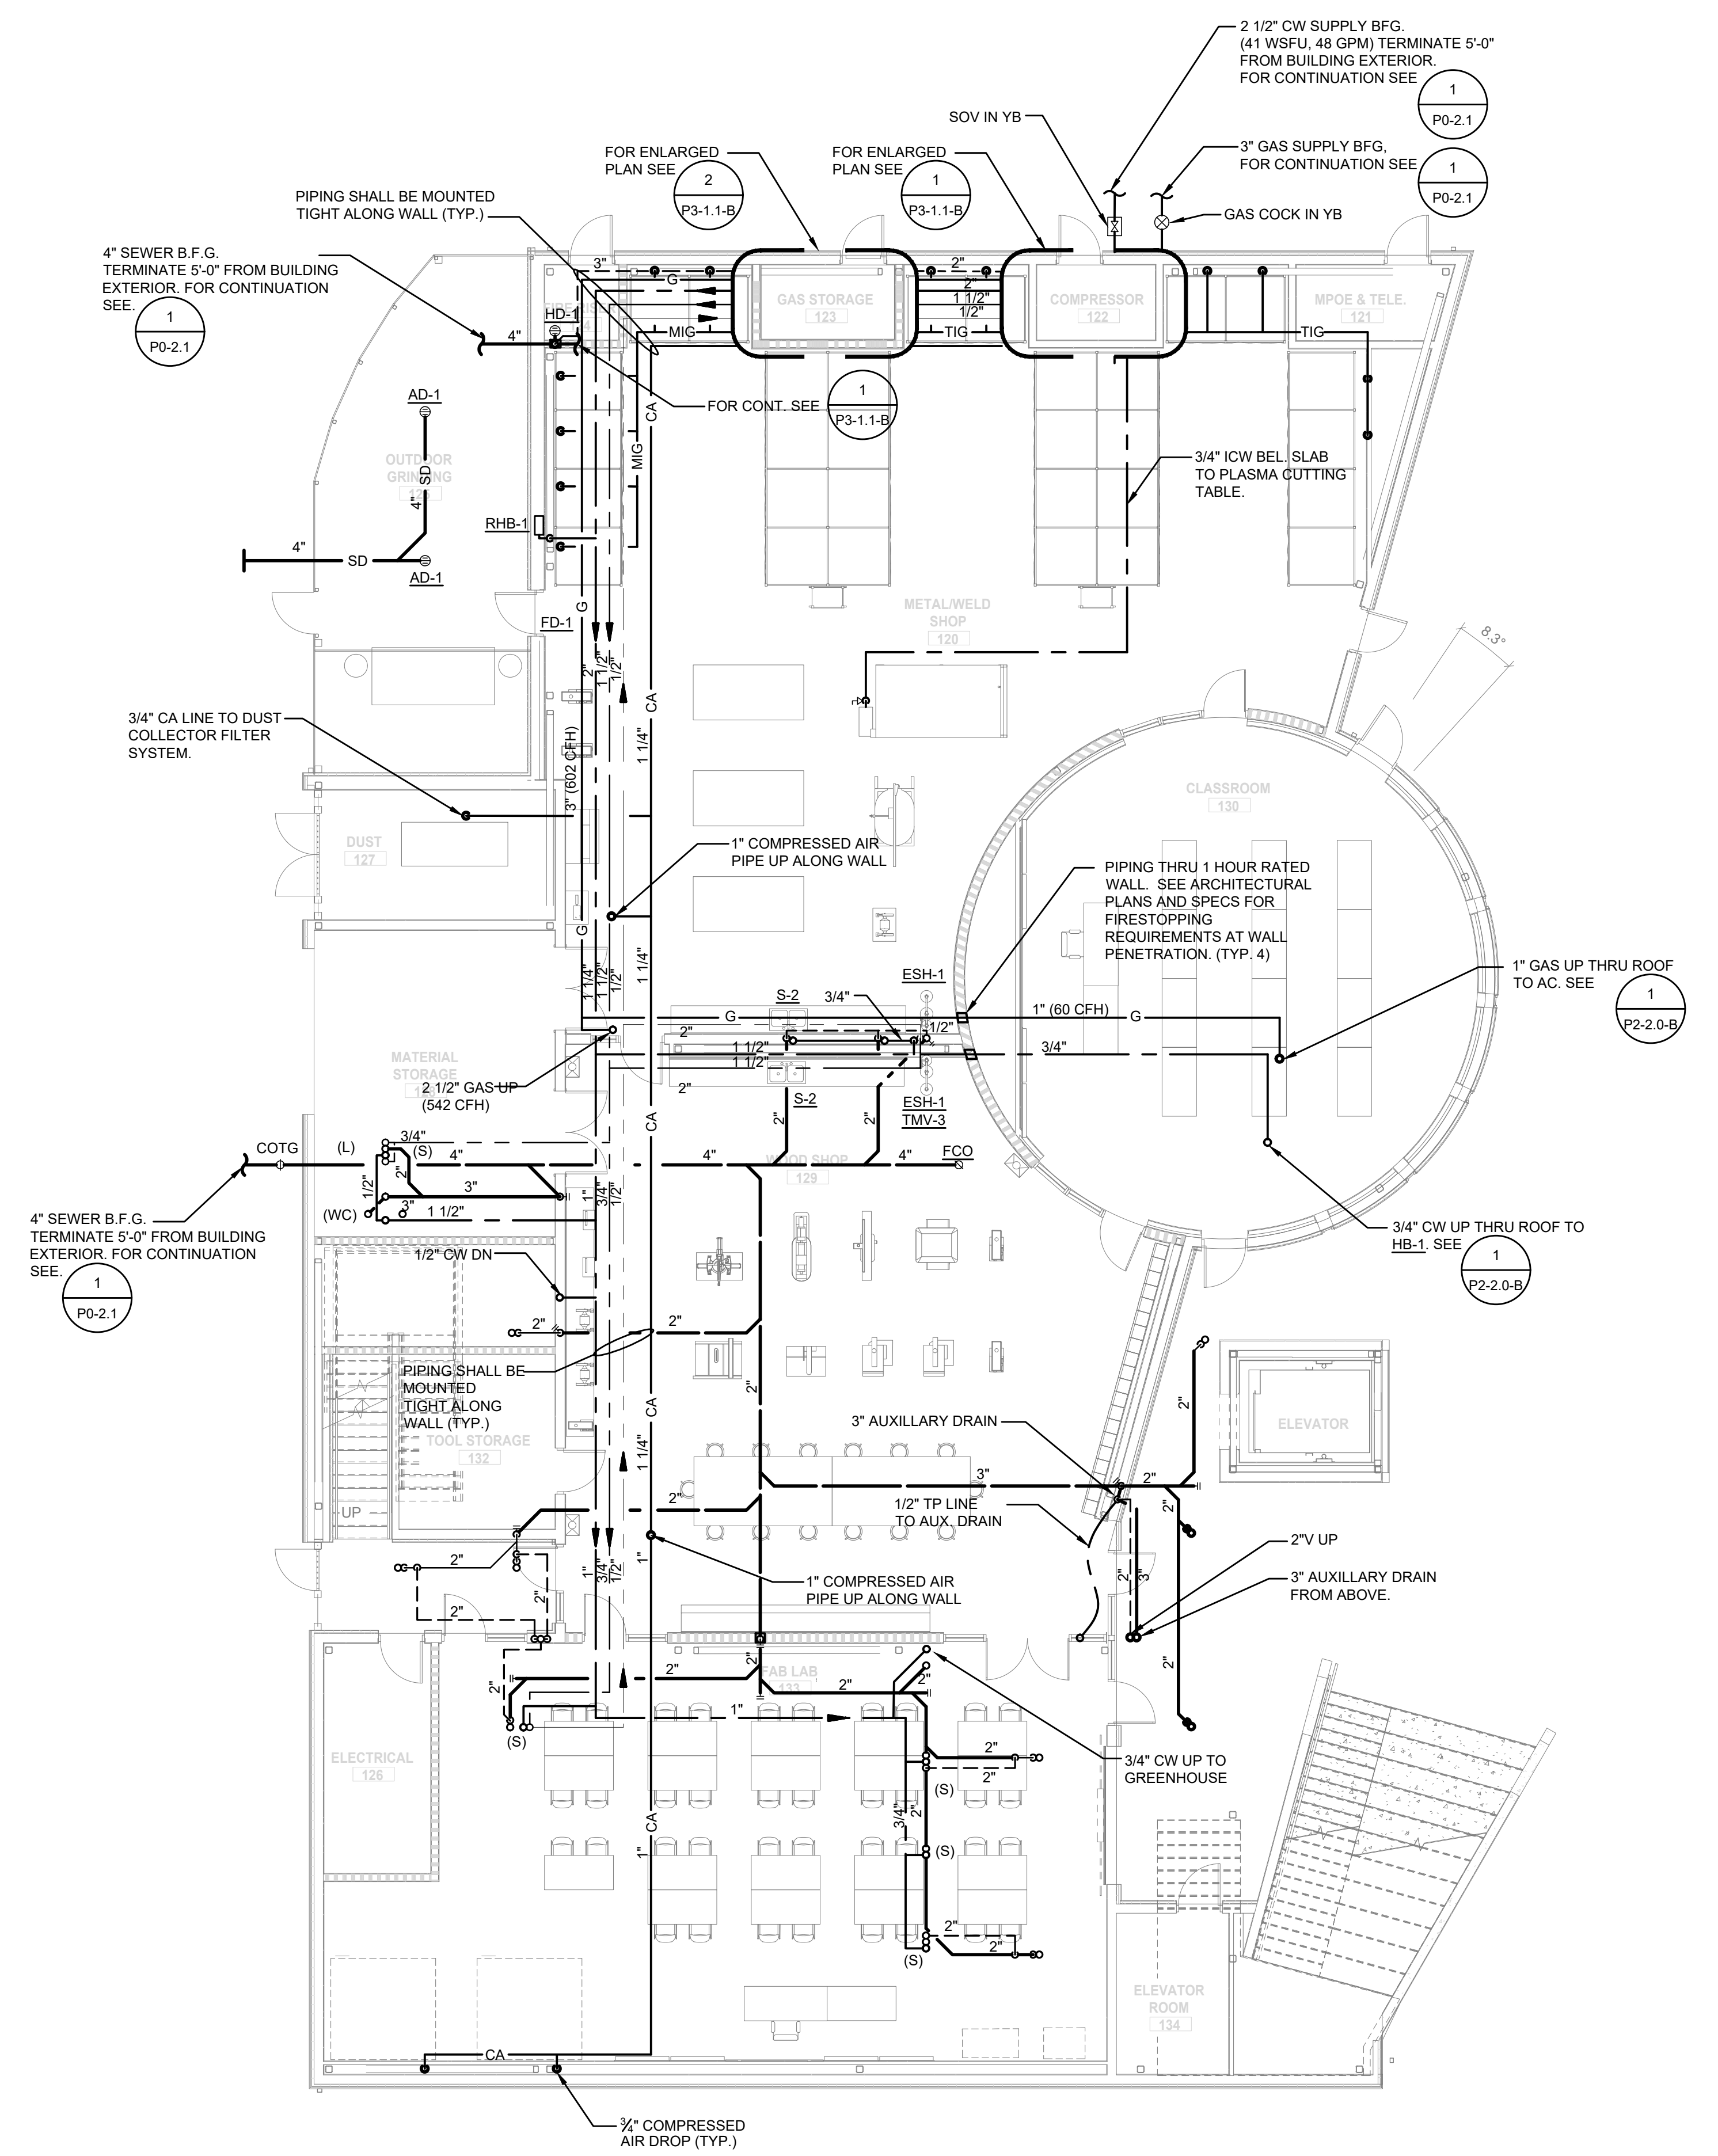 2 1/2" CW SUPPLY BFG.
(41 WSFU, 48 GPM) TERMINATE 5'-0"
FROM BUILDING EXTERIOR.
FOR CONTINUATION SEE
1
P0-2.1
SOV IN YB
3" GAS SUPPLY BFG,
FOR CONTINUATION SEE
1
P0-2.1
GAS COCK IN YB
FOR ENLARGED
PLAN SEE
2
P3-1.1-B
FOR ENLARGED
PLAN SEE
1
P3-1.1-B
PIPING SHALL BE MOUNTED
TIGHT ALONG WALL (TYP.)
4" SEWER B.F.G.
TERMINATE 5'-0" FROM BUILDING
EXTERIOR. FOR CONTINUATION
SEE.
1
P0-2.1
3"
G
MIG
HD-1
4"
GAS STORAGE
123
2"
2"
1 1/2"
1/2"
TIG
COMPRESSOR
122
MPOE & TELE.
121
TIG
FOR CONT. SEE
1
P3-1.1-B
CA
MIG
AD-1
OUTDOOR
GRINDING
4"
SD
4"
SD
AD-1
RHB-1
3/4" ICW BEL. SLAB
TO PLASMA CUTTING
TABLE.
G
FD-1
METAL/WELD
SHOP
120
8.3°
2"
1 1/2"
1/2"
CA
3/4" CA LINE TO DUST
COLLECTOR FILTER
SYSTEM.
3" (602 CFH)
1 1/4"
CLASSROOM
130
DUST
127
1" COMPRESSED AIR
PIPE UP ALONG WALL
PIPING THRU 1 HOUR RATED
WALL. SEE ARCHITECTURAL
PLANS AND SPECS FOR
FIRESTOPPING
REQUIREMENTS AT WALL
PENETRATION. (TYP. 4)
G
1 1/4"
1 1/2"
1/2"
1 1/4"
ESH-1
S-2
3/4"
1" GAS UP THRU ROOF
TO AC. SEE
1
P2-2.0-B
G
1/2"
1" (60 CFH)
G
2"
1 1/2"
1 1/2"
3/4"
MATERIAL
STORAGE
2 1/2" GAS UP
(542 CFH)
2"
S-2
ESH-1
TMV-3
2"
2"
CA
COTG
(L)
3/4"
(S)
4"
4"
4"
FCO
WOOD SHOP
129
2"
1/2"
3"
(WC)
3"
1 1/2"
1"
3/4"
1/2"
4" SEWER B.F.G.
TERMINATE 5'-0" FROM BUILDING
EXTERIOR. FOR CONTINUATION
SEE.
1
P0-2.1
3/4" CW UP THRU ROOF TO
HB-1. SEE
1
P2-2.0-B
1/2" CW DN
2"
2"
PIPING SHALL BE
MOUNTED
TIGHT ALONG
WALL (TYP.)
2"
CA
2"
TOOL STORAGE
132
1 1/4"
3" AUXILLARY DRAIN
ELEVATOR
3"
2"
2"
UP
2"
1/2" TP LINE
TO AUX. DRAIN
2"V UP
2"
1"
3/4"
1/2"
1"
1" COMPRESSED AIR
PIPE UP ALONG WALL
2"
3"
3" AUXILLARY DRAIN
FROM ABOVE.
2"
2"
2"
2"
2"
FAB LAB
133
2"
2"
2"
2"
1"
(S)
ELECTRICAL
126
2"
2"
(S)
3/4" CW UP TO
GREENHOUSE
3/4"
2"
CA
1"
(S)
2"
2"
(S)
ELEVATOR
ROOM
134
CA
3/4" COMPRESSED
AIR DROP (TYP.)